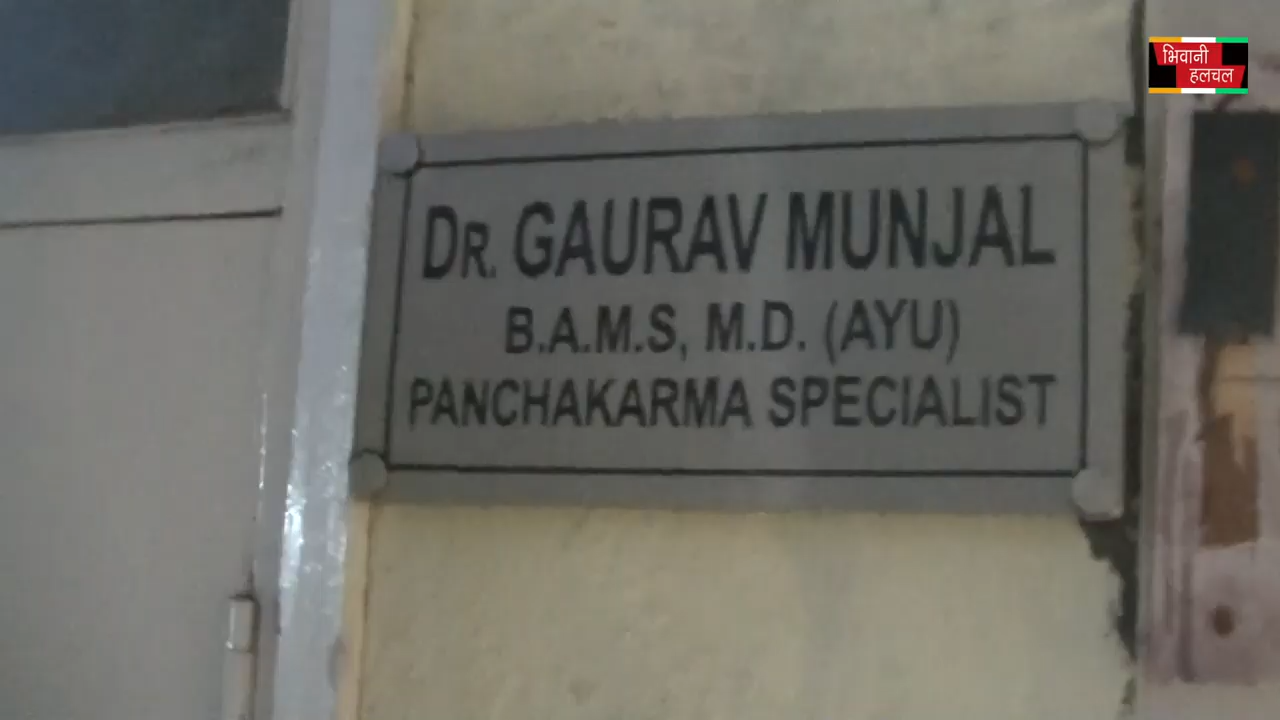 भिवानी
हलचल
DR. GAURAV MUNJAL
B.A.M.S, M.D. (AYU)
PANCHAKARMA SPECIALIST